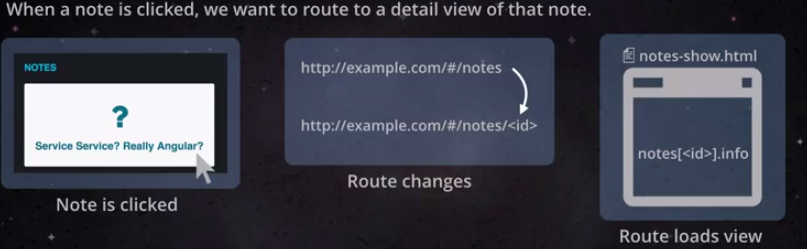 When a note is clicked, we want to route to a detail view of that note.
NOTES
?
Service Service? Really Angular?
Note is clicked
http://example.com/#/notes
http://example.com/#/notes/<id>
Route changes
notes-show.html
notes[<id>].info
Route loads view